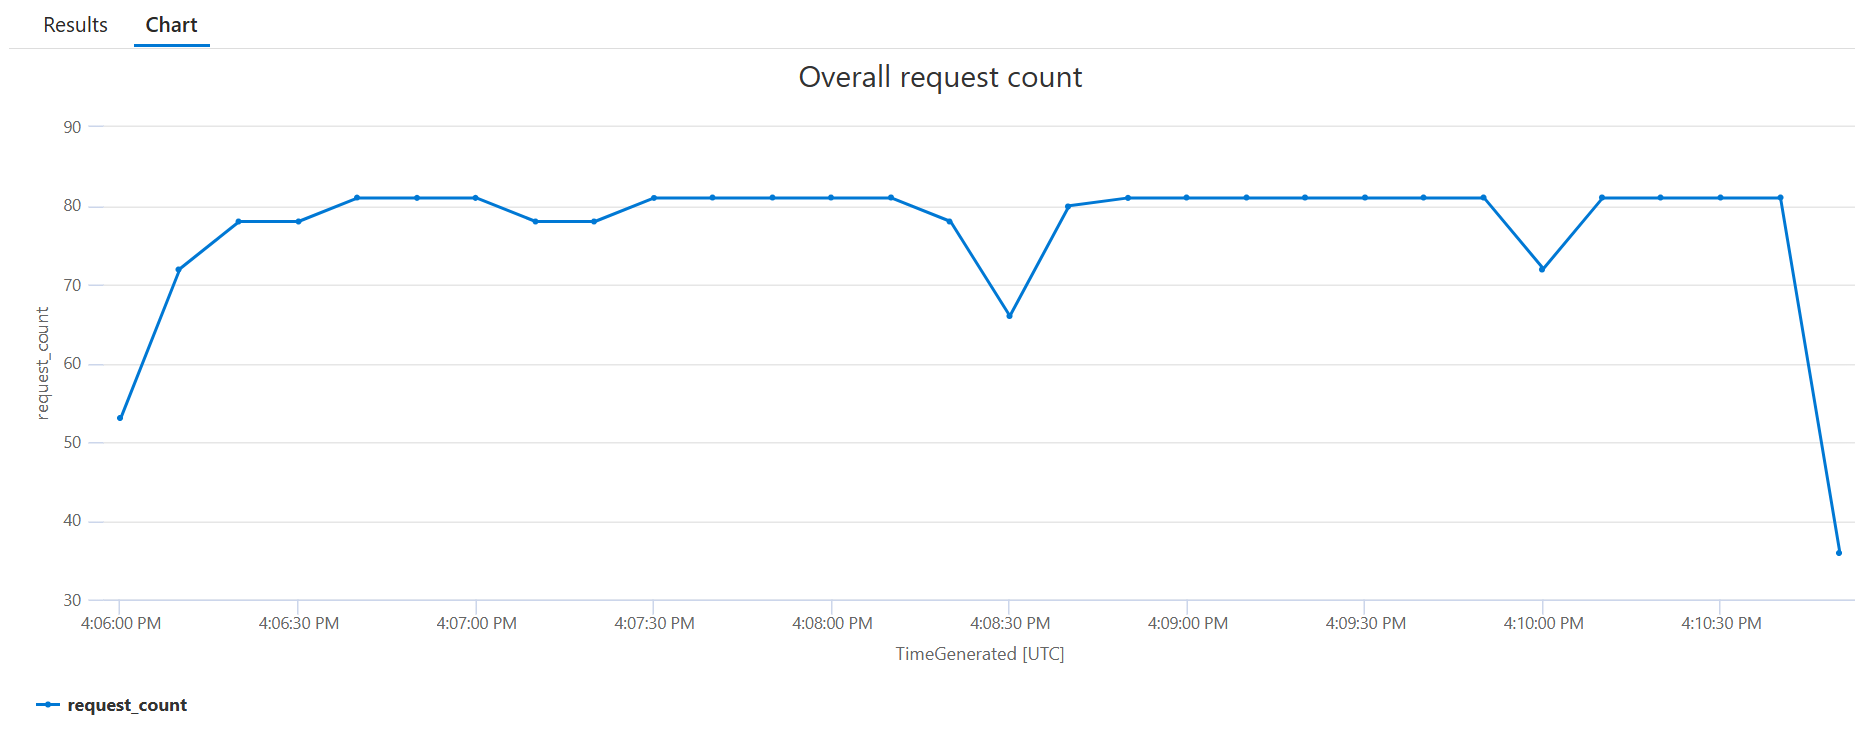 Results Chart
Overall request count
90
80
70
60
50
40
30
request_count
4:06:00 PM 4:06:30 PM 4:07:00 PM 4:07:30 PM 4:08:00 PM 4:08:30 PM 4:09:00 PM 4:09:30 PM 4:10:00 PM 4:10:30 PM
TimeGenerated [UTC]
request_count